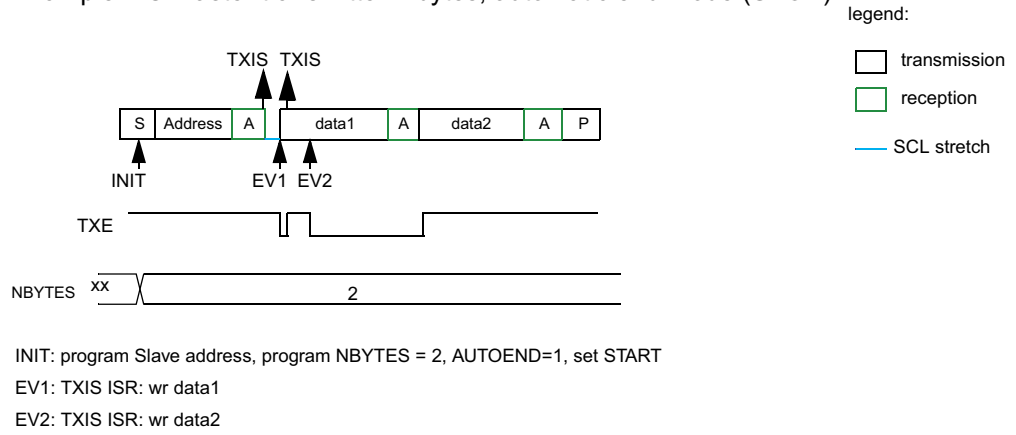 legend:
TXIS TXIS
transmission
reception
S Address A data1 A data2 A P
SCL stretch
INIT EV1 EV2
TXE
NBYTES xx 2
INIT: program Slave address, program NBYTES = 2, AUTOEND=1, set START
EV1: TXIS ISR: wr data1
EV2: TXIS ISR: wr data2